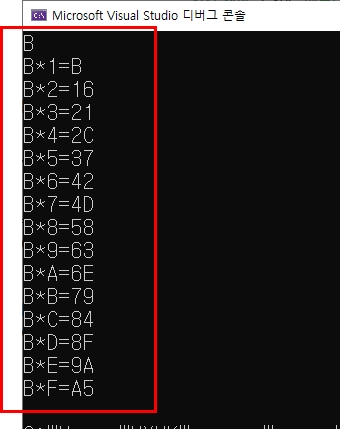 Microsoft Visual Studio 디버그 콘솔
B
B*1=B
B*2=16
B*3=21
B*4=2C
B*5=37
B*6=42
B*7=4D
B*8=58
B*9=63
B*A=6E
B*B=79
B*C=84
B*D=8F
B*E=9A
B*F=A5